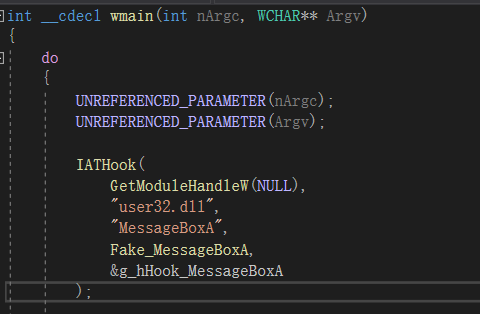 int __cdecl wmain(int nArgc, WCHAR** Argv)
{
do
{
UNREFERENCED_PARAMETER(nArgc);
UNREFERENCED_PARAMETER(Argv);
IATHook(
GetModuleHandleW(NULL),
"user32.dll",
"MessageBoxA",
Fake_MessageBoxA,
&g_hHook_MessageBoxA
);